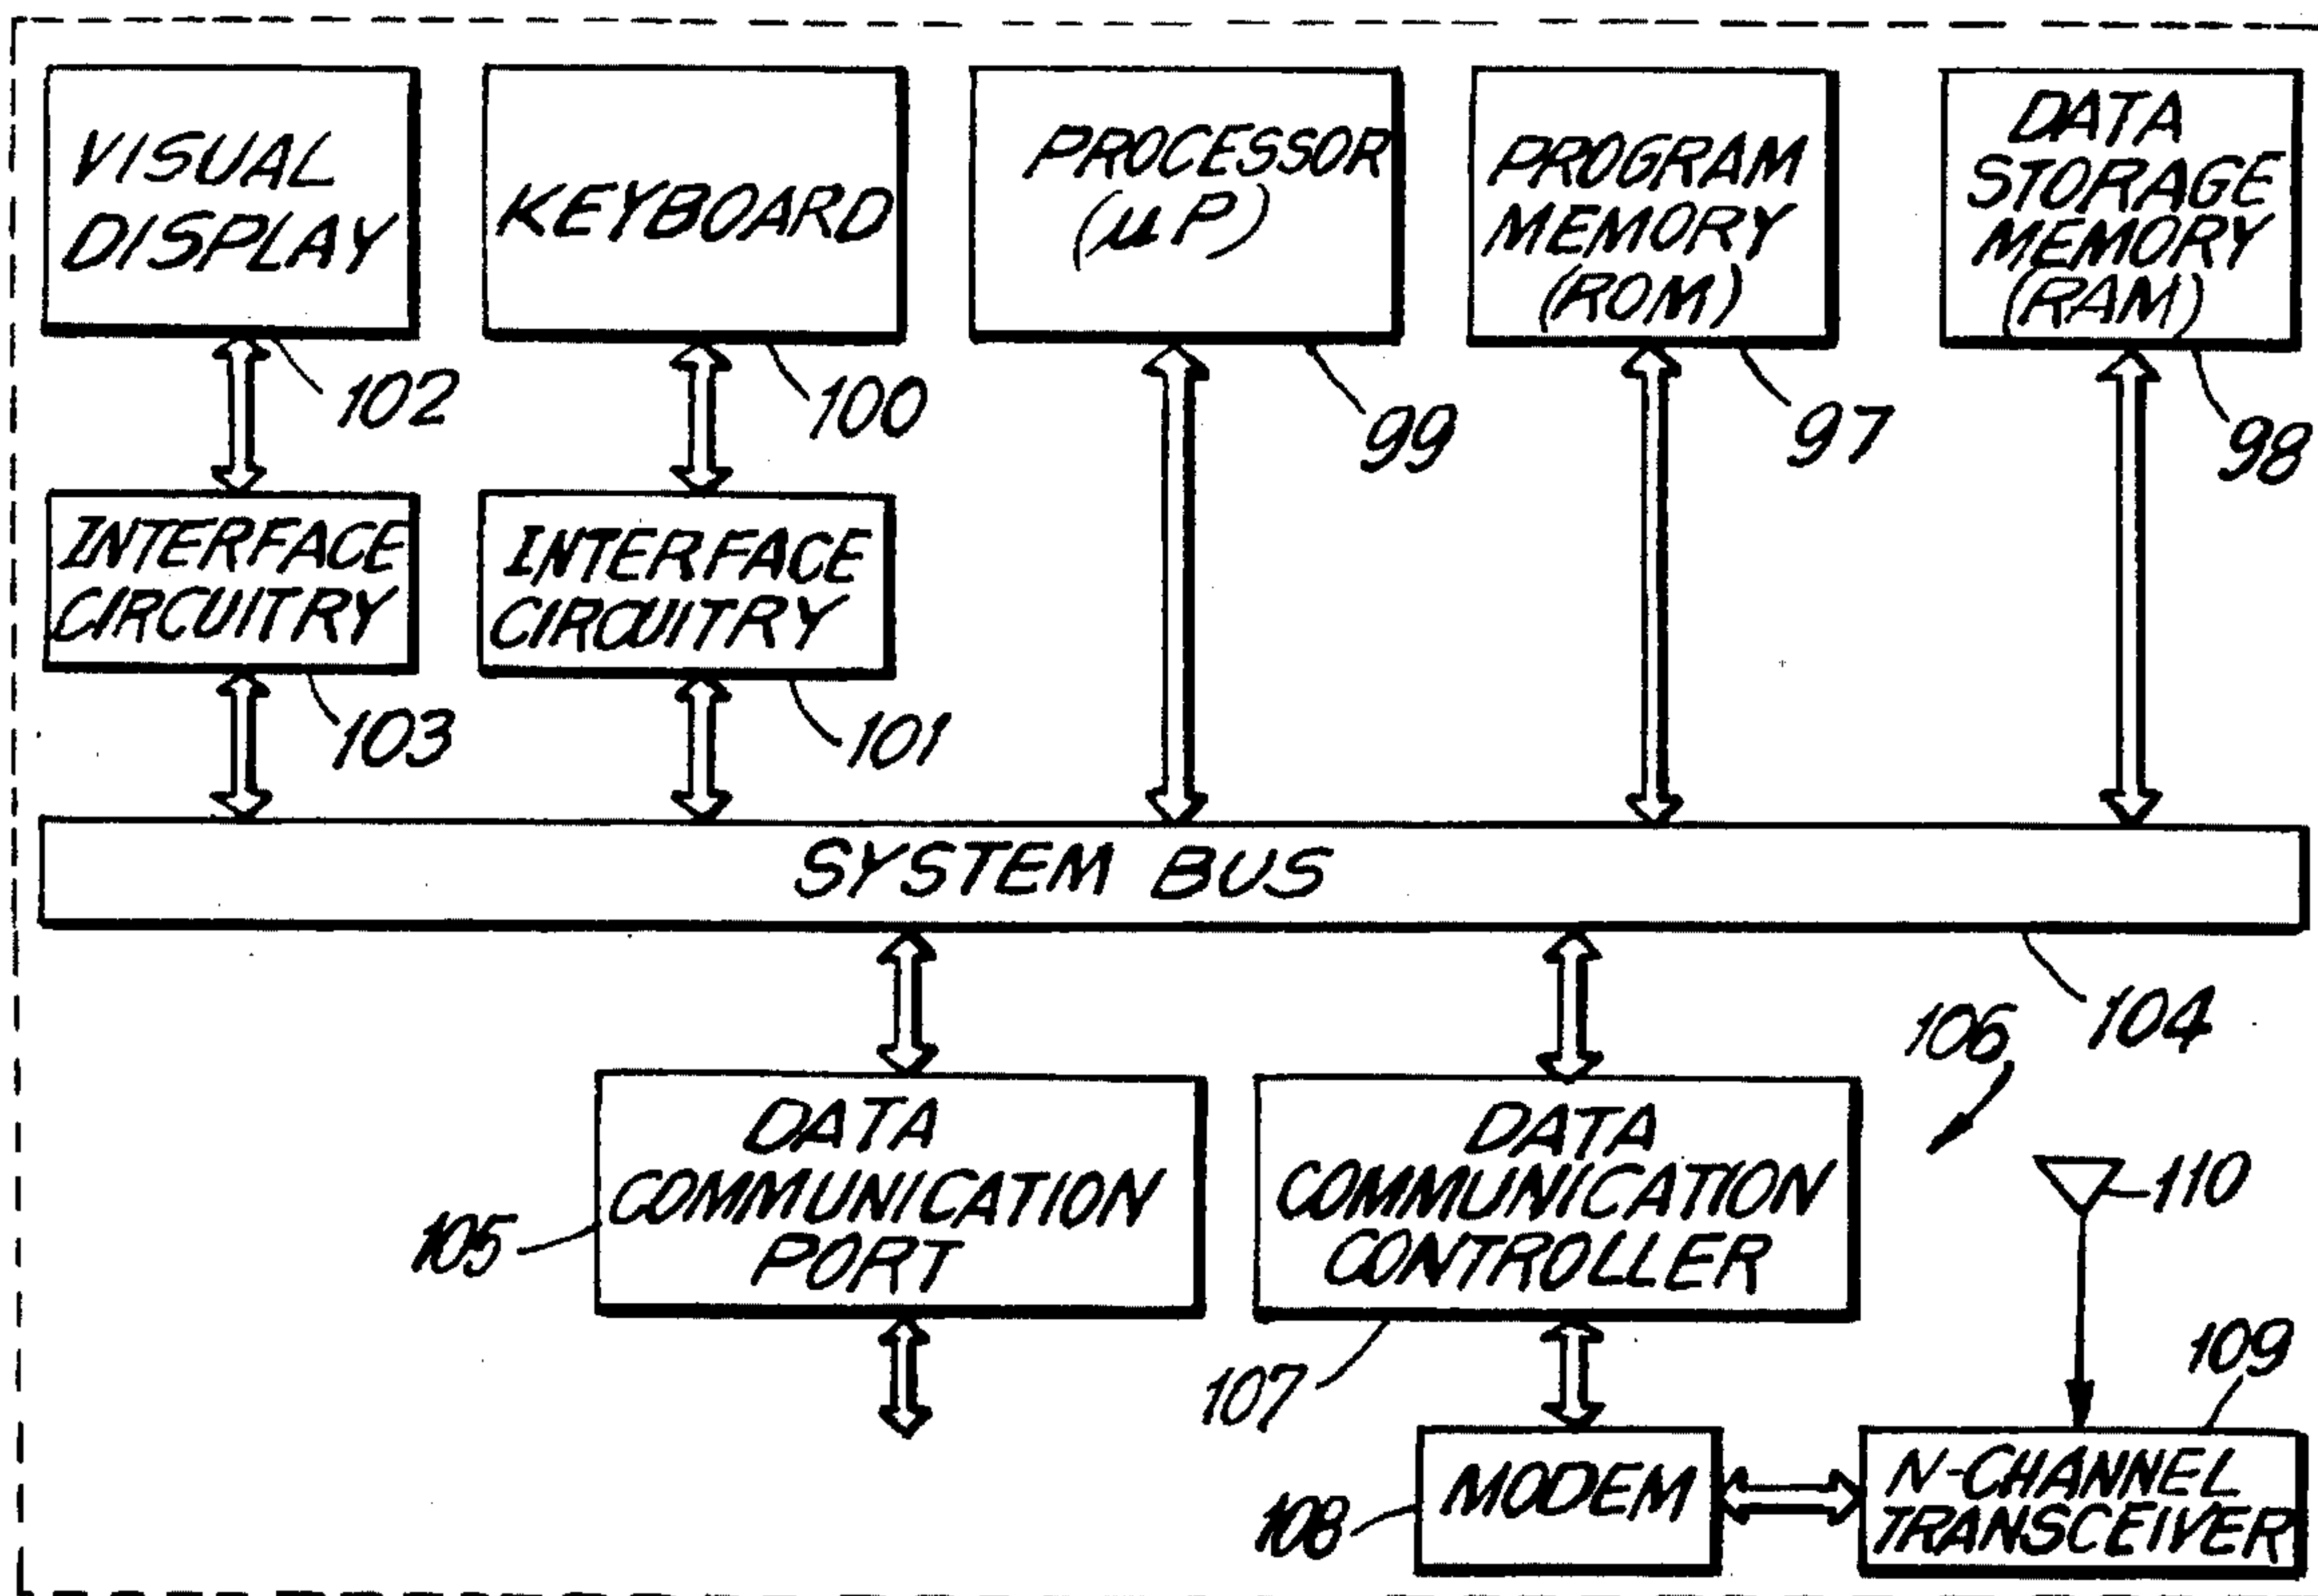 VISUAL
DISPLAY
KEYBOARD
PROCESSOR
(µP)
PROGRAM
MEMORY
(ROM)
DATA
STORAGE
MEMORY
(RAM)
102
100
99
97
98
INTERFACE
CIRCUITRY
INTERFACE
CIRCUITRY
103
101
SYSTEM BUS
104
106
DATA
COMMUNICATION
PORT
105
DATA
COMMUNICATION
CONTROLLER
107
110
109
MODEM
108
N-CHANNEL
TRANSCEIVER